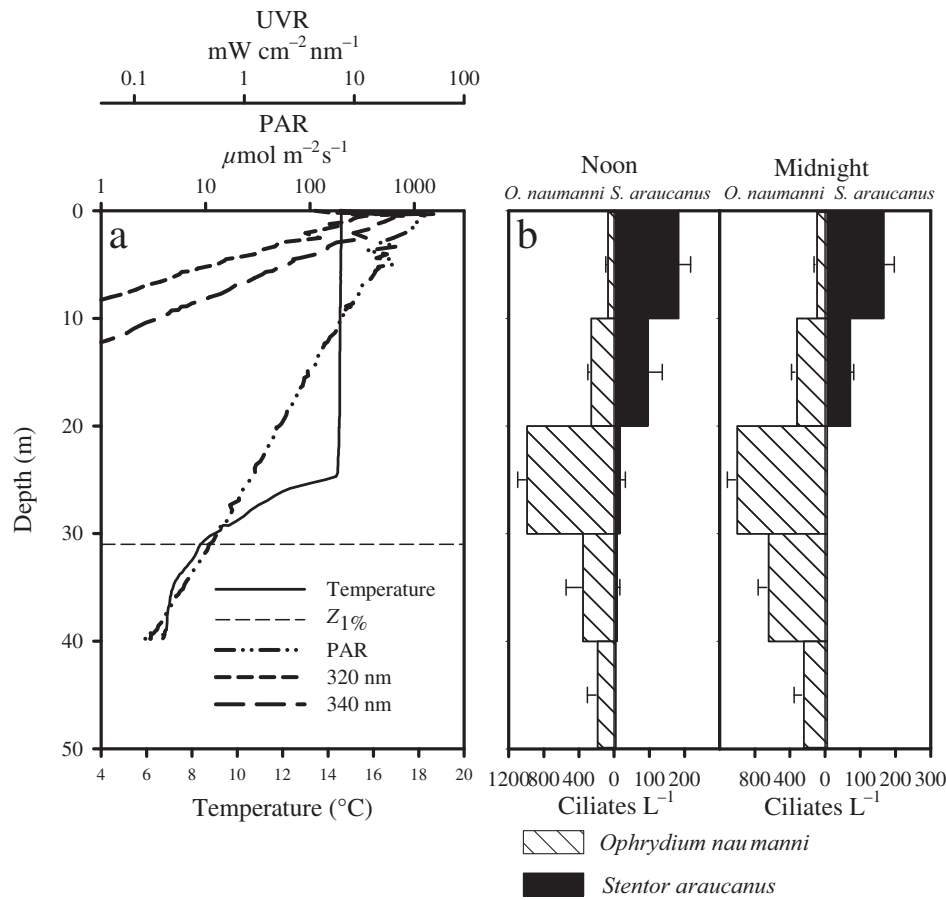 UVR
mW cm⁻² nm⁻¹
0.1 1 10 100
PAR
μmol m⁻² s⁻¹
1 10 100 1000
Noon Midnight
O. naumanni S. araucanus O. naumanni S. araucanus
a b
0
10
20
30
40
50
Depth (m)
Temperature
Z1%
PAR
320 nm
340 nm
4 6 8 10 12 14 16 18 20
Temperature (°C)
1200 800 400 0 100 200 800 400 0 100 200 300
Ciliates L⁻¹ Ciliates L⁻¹
Ophrydium naumanni
Stentor araucanus